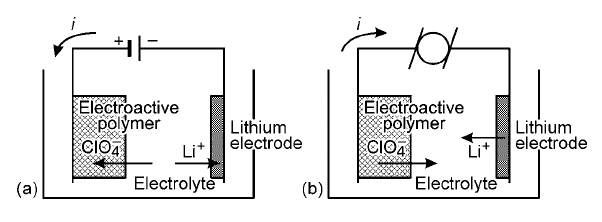 i
+ −
Electroactive
polymer
ClO₄⁻
Li⁺
Lithium
electrode
Electrolyte
(a)
i
Electroactive
polymer
ClO₄⁻
Li⁺
Lithium
electrode
Electrolyte
(b)